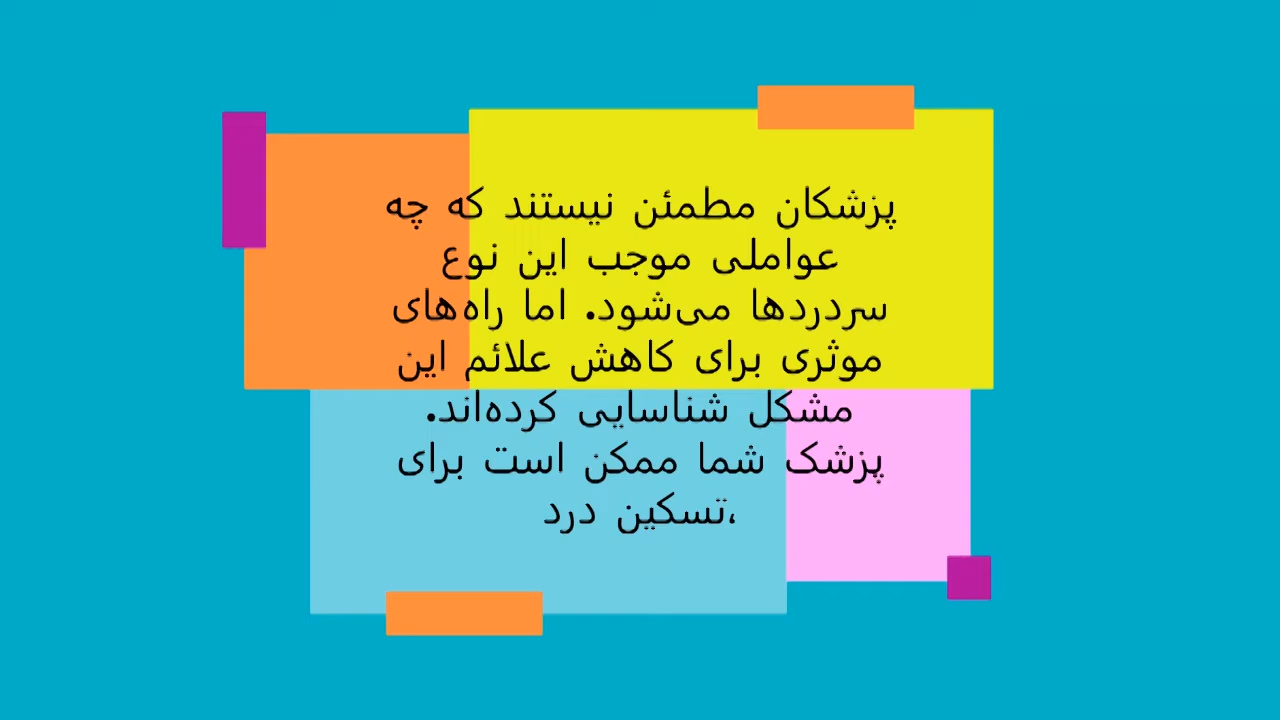 پزشکان مطمئن نیستند که چه
عواملی موجب این نوع
سردردها می‌شود. اما راه‌های
موثری برای کاهش علائم این
مشکل شناسایی کرده‌اند.
پزشک شما ممکن است برای
،تسکین درد